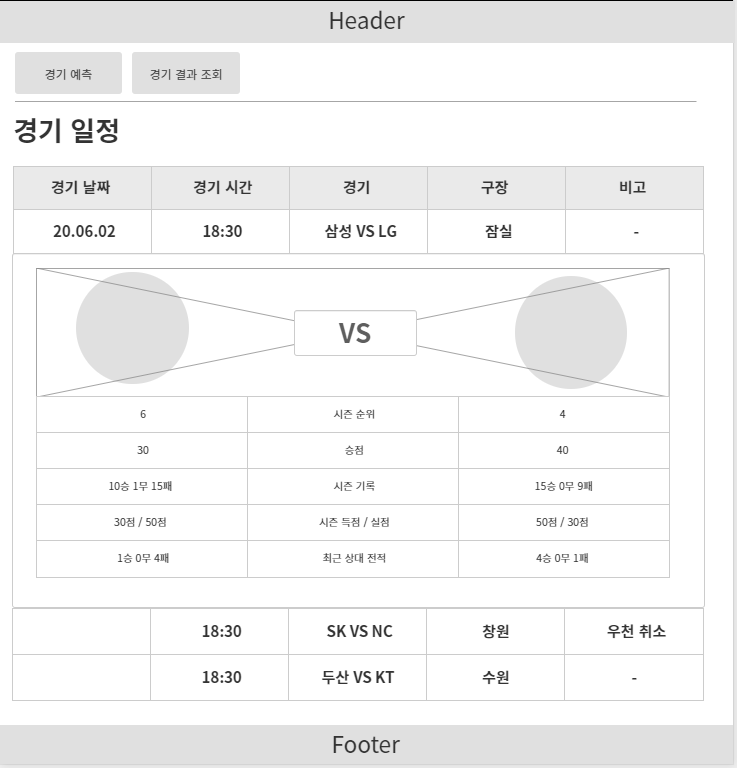 Header
경기 예측 경기 결과 조회
경기 일정
경기 날짜 경기 시간 경기 구장 비고
20.06.02 18:30 삼성 VS LG 잠실 -
VS
6 시즌 순위 4
30 승점 40
10승 1무 15패 시즌 기록 15승 0무 9패
30점 / 50점 시즌 득점 / 실점 50점 / 30점
1승 0무 4패 최근 상대 전적 4승 0무 1패
18:30 SK VS NC 창원 우천 취소
18:30 두산 VS KT 수원 -
Footer